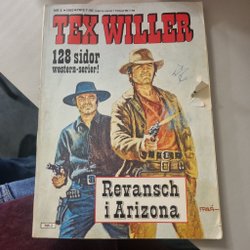 TEX WILLER
128 sidor
western-serier!
Revansch
i Arizona